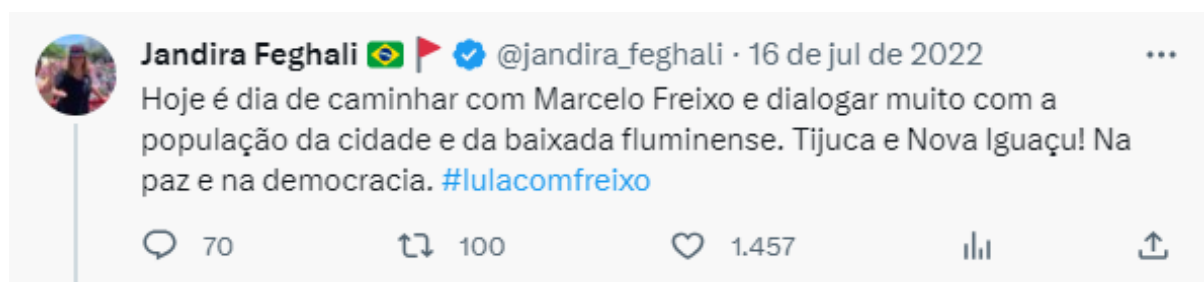 Jandira Feghali 🇧🇷 🚩 @jandira_feghali · 16 de jul de 2022
Hoje é dia de caminhar com Marcelo Freixo e dialogar muito com a
população da cidade e da baixada fluminense. Tijuca e Nova Iguaçu! Na
paz e na democracia. #lulacomfreixo
70 100 1.457